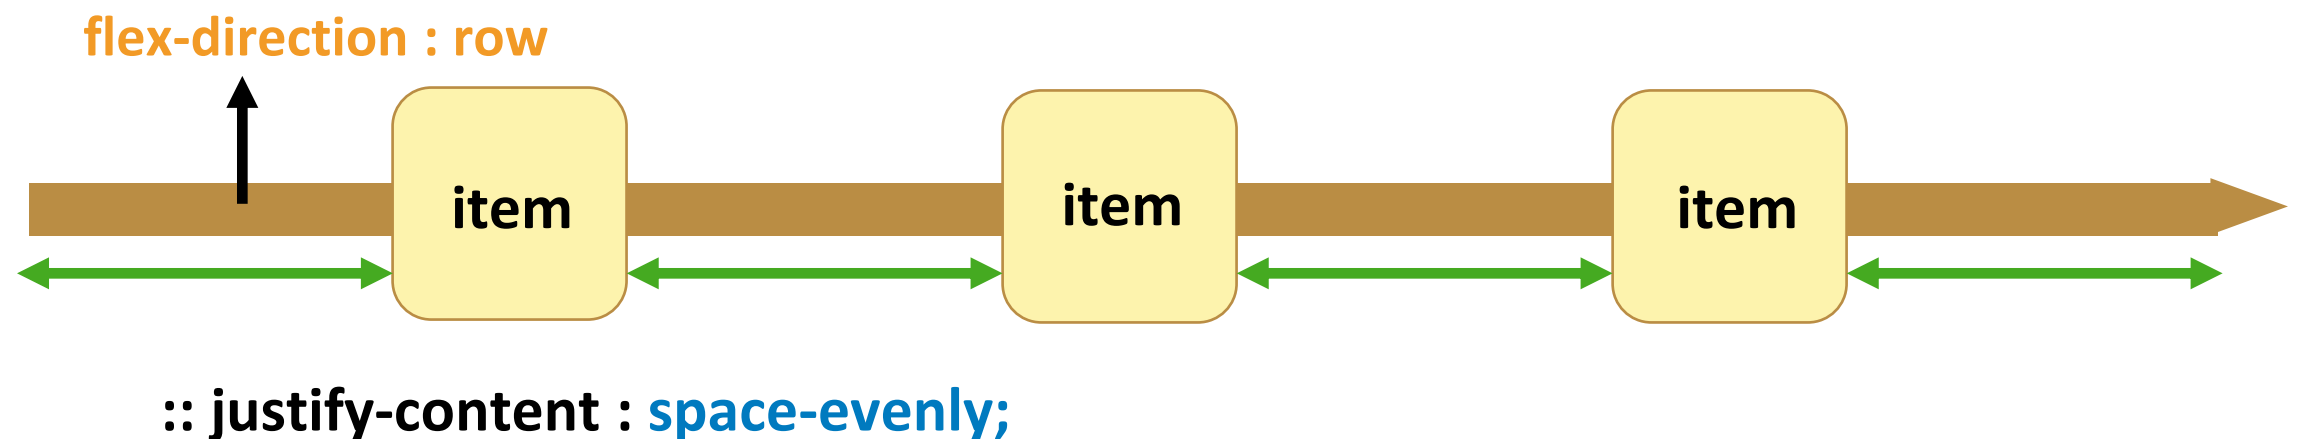 flex-direction : row
item
item
item
:: justify-content : space-evenly;